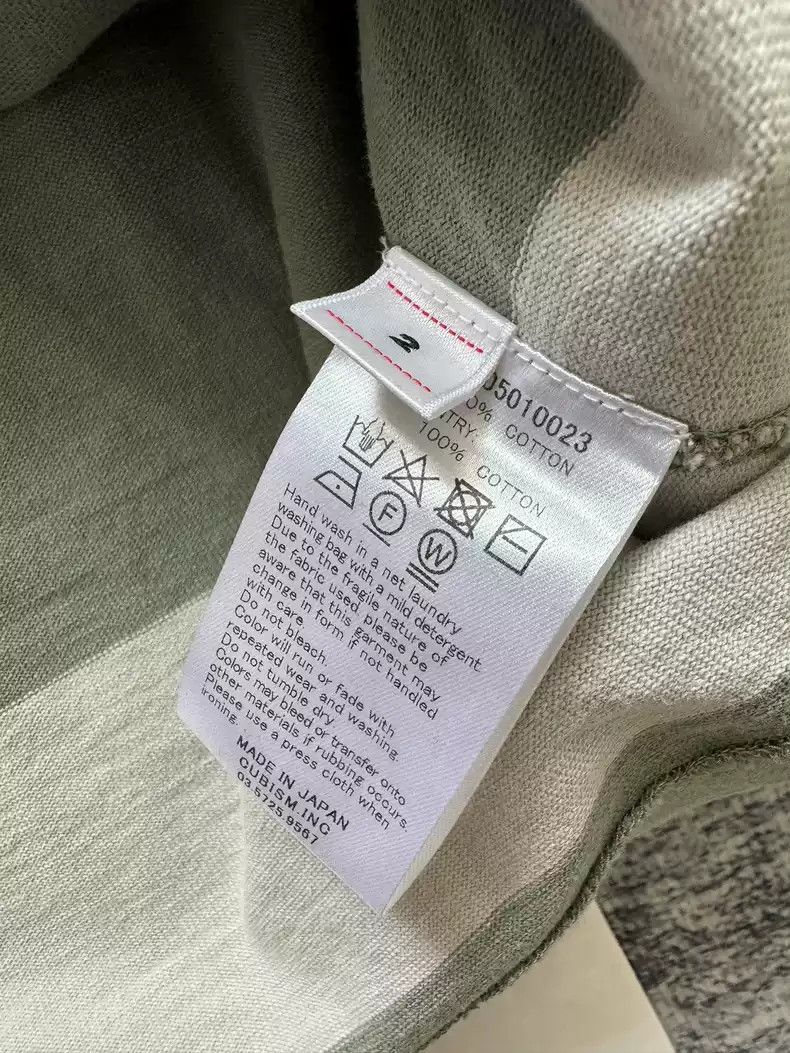 2
05010023
0% COTTON
TRY:
100% COTTON
F
W
Hand wash in a net laundry
washing bag with a mild detergent.
Due to the fragile nature of
the fabric used, please be
aware that this garment may
change in form if not handled
with care.
Do not bleach.
Color will run or fade with
repeated wear and washing.
Do not tumble dry.
Colors may bleed or transfer onto
other materials if rubbing occurs.
Please use a press cloth when
ironing.
MADE IN JAPAN
CUBISM.INC
03.5725.9567